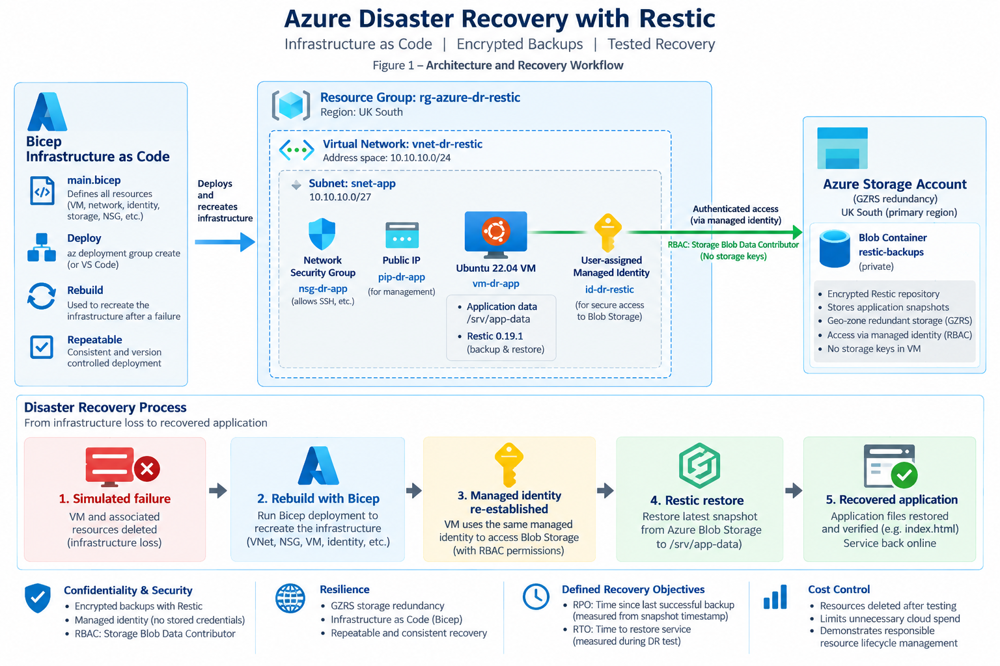 Azure Disaster Recovery with Restic
Infrastructure as Code | Encrypted Backups | Tested Recovery
Figure 1 – Architecture and Recovery Workflow
Bicep
Infrastructure as Code
main.bicep
Defines all resources
(VM, network, identity,
storage, NSG, etc.)
Deploy
az deployment group create
(or VS Code)
Rebuild
Used to recreate the
infrastructure after a failure
Repeatable
Consistent and version
controlled deployment
Deploys
and
recreates
infrastructure
Resource Group: rg-azure-dr-restic
Region: UK South
Virtual Network: vnet-dr-restic
Address space: 10.10.10.0/24
Subnet: snet-app
10.10.10.0/27
Network
Security Group
nsg-dr-app
(allows SSH, etc.)
Public IP
pip-dr-app
(for management)
Ubuntu 22.04 VM
vm-dr-app
• Application data
/srv/app-data
• Restic 0.19.1
(backup & restore)
User-assigned
Managed Identity
id-dr-restic
(for secure access
to Blob Storage)
Authenticated access
(via managed identity)
RBAC: Storage Blob Data Contributor
(No storage keys)
Azure Storage Account
(GZRS redundancy)
UK South (primary region)
Blob Container
restic-backups
(private)
• Encrypted Restic repository
• Stores application snapshots
• Geo-zone redundant storage (GZRS)
• Access via managed identity (RBAC)
• No storage keys in VM
Disaster Recovery Process
From infrastructure loss to recovered application
1. Simulated failure
VM and associated
resources deleted
(infrastructure loss)
2. Rebuild with Bicep
Run Bicep deployment to
recreate the infrastructure
(VNet, NSG, VM, identity, etc.)
3. Managed identity
re-established
VM uses the same managed
identity to access Blob Storage
(with RBAC permissions)
4. Restic restore
Restore latest snapshot
from Azure Blob Storage
to /srv/app-data)
5. Recovered application
Application files restored
and verified (e.g. index.html)
Service back online
Confidentiality & Security
• Encrypted backups with Restic
• Managed identity (no stored credentials)
• RBAC: Storage Blob Data Contributor
Resilience
• GZRS storage redundancy
• Infrastructure as Code (Bicep)
• Repeatable and consistent recovery
Defined Recovery Objectives
• RPO: Time since last successful backup
(measured from snapshot timestamp)
• RTO: Time to restore service
(measured during DR test)
Cost Control
• Resources deleted after testing
• Limits unnecessary cloud spend
• Demonstrates responsible
resource lifecycle management